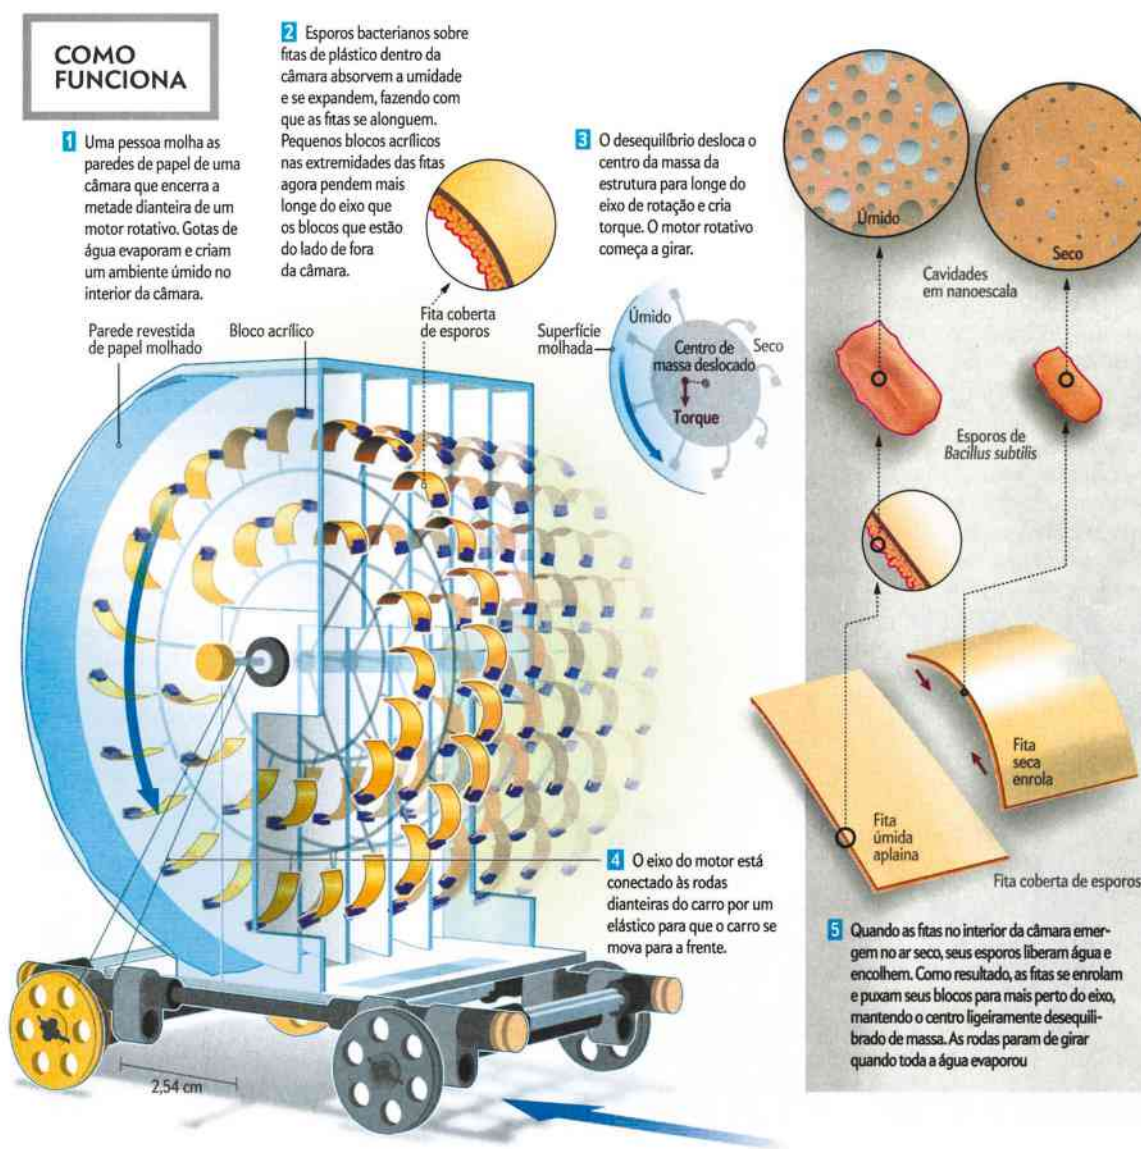 COMO
FUNCIONA
1 Uma pessoa molha as
paredes de papel de uma
câmara que encerra a
metade dianteira de um
motor rotativo. Gotas de
água evaporam e criam
um ambiente úmido no
interior da câmara.
2 Esporos bacterianos sobre
fitas de plástico dentro da
câmara absorvem a umidade
e se expandem, fazendo com
que as fitas se alonguem.
Pequenos blocos acrílicos
nas extremidades das fitas
agora pendem mais
longe do eixo que
os blocos que estão
do lado de fora
da câmara.
3 O desequilíbrio desloca o
centro da massa da
estrutura para longe do
eixo de rotação e cria
torque. O motor rotativo
começa a girar.
Parede revestida
de papel molhado
Bloco acrílico
Fita coberta
de esporos
Superfície
molhada
Úmido
Seco
Centro de
massa deslocado
Torque
Úmido
Seco
Cavidades
em nanoescala
Esporos de
Bacillus subtilis
Fita
seca
enrola
Fita
úmida
aplaina
Fita coberta de esporos
4 O eixo do motor está
conectado às rodas
dianteiras do carro por um
elástico para que o carro se
mova para a frente.
5 Quando as fitas no interior da câmara emer-
gem no ar seco, seus esporos liberam água e
encolhem. Como resultado, as fitas se enrolam
e puxam seus blocos para mais perto do eixo,
mantendo o centro ligeiramente desequili-
brado de massa. As rodas param de girar
quando toda a água evaporou
2,54 cm